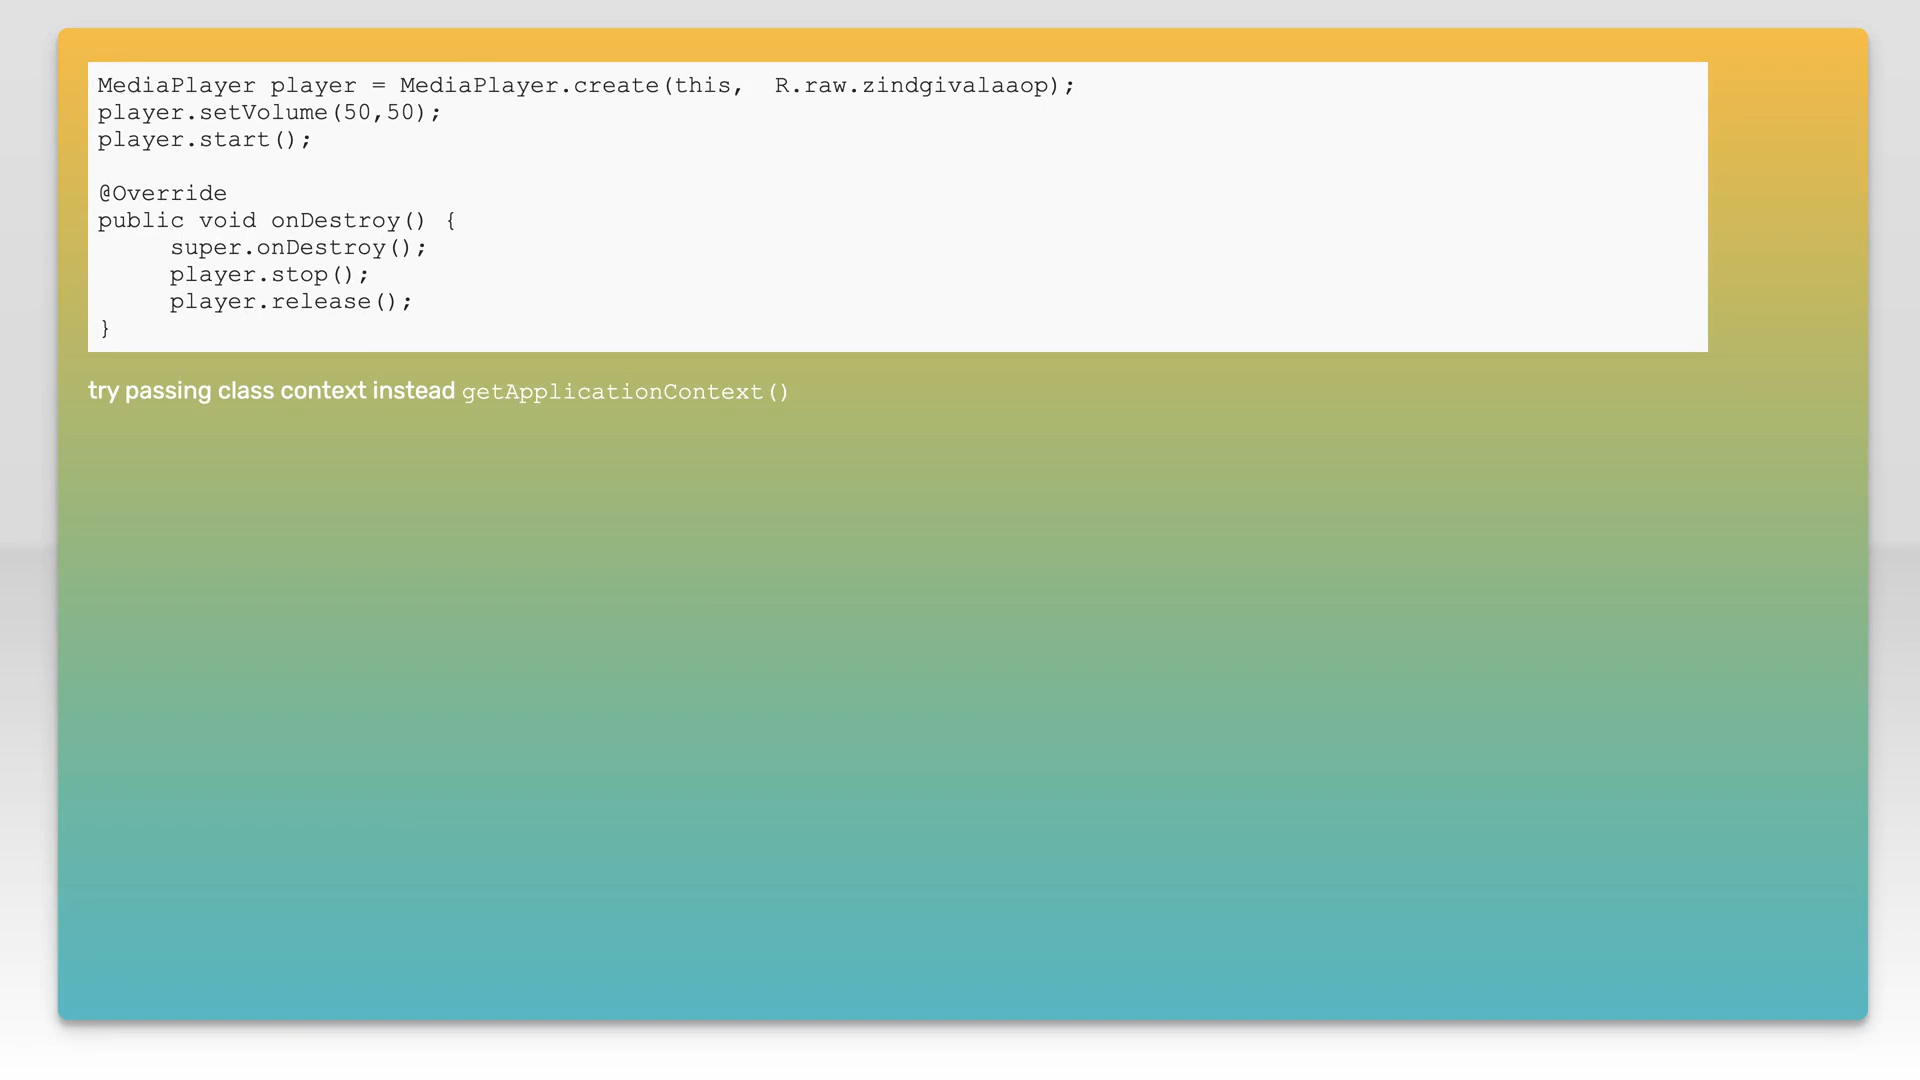 MediaPlayer player = MediaPlayer.create(this,  R.raw.zindgivalaaop);
player.setVolume(50,50);
player.start();

@Override
public void onDestroy() {
     super.onDestroy();
     player.stop();
     player.release();
}
try passing class context instead getApplicationContext()